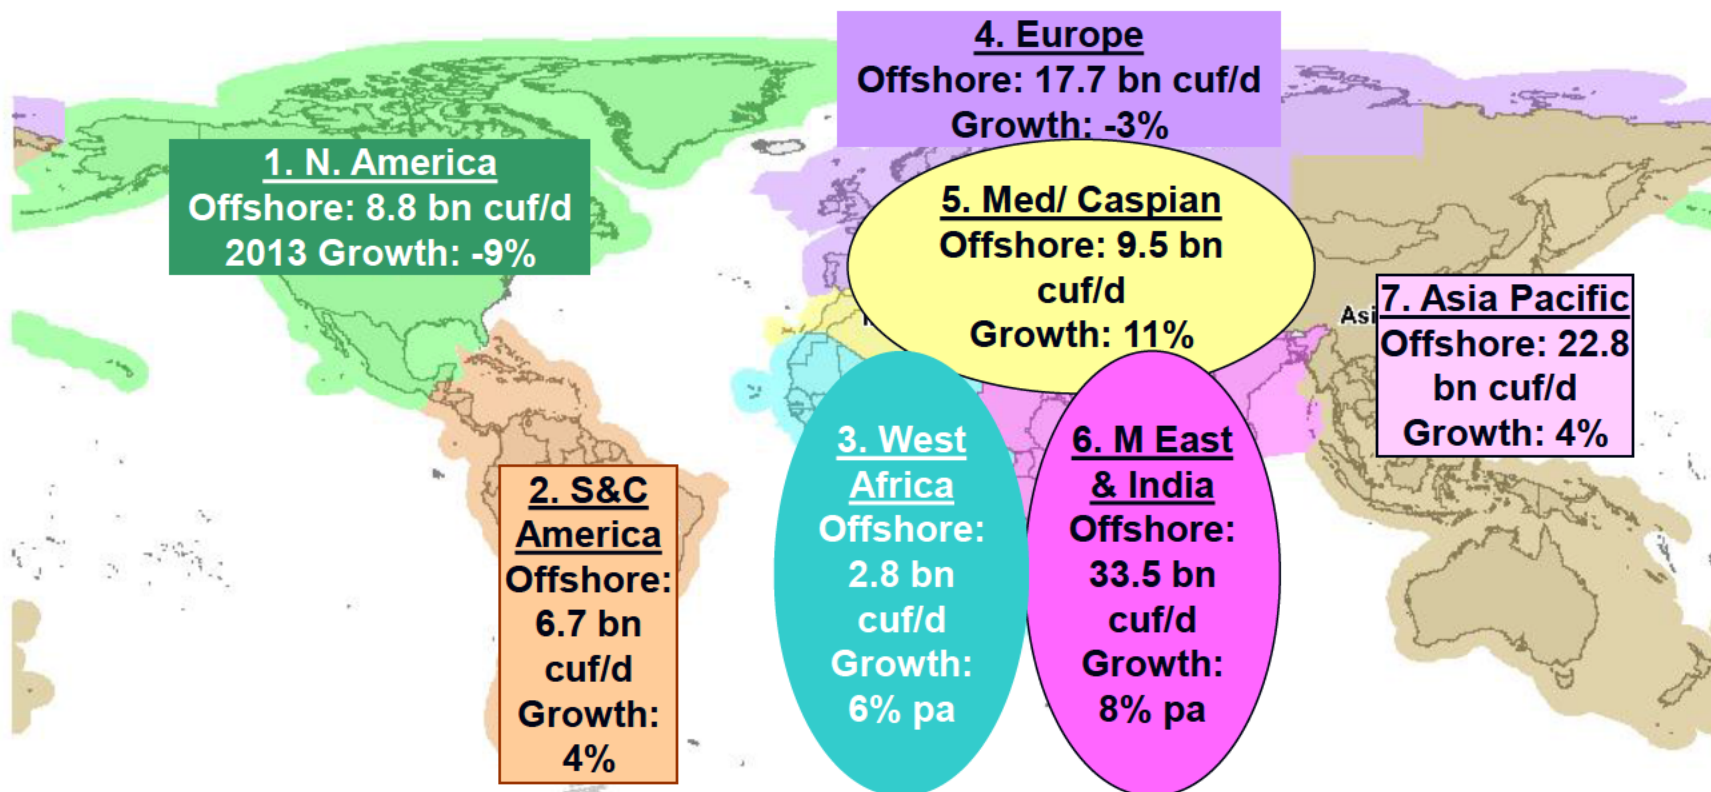 4. Europe
Offshore: 17.7 bn cuf/d
Growth: -3%
1. N. America
Offshore: 8.8 bn cuf/d
2013 Growth: -9%
5. Med/ Caspian
Offshore: 9.5 bn
cuf/d
Growth: 11%
7. Asia Pacific
Offshore: 22.8
bn cuf/d
Growth: 4%
Asi
3. West
Africa
Offshore:
2.8 bn
cuf/d
Growth:
6% pa
6. M East
& India
Offshore:
33.5 bn
cuf/d
Growth:
8% pa
2. S&C
America
Offshore:
6.7 bn
cuf/d
Growth:
4%